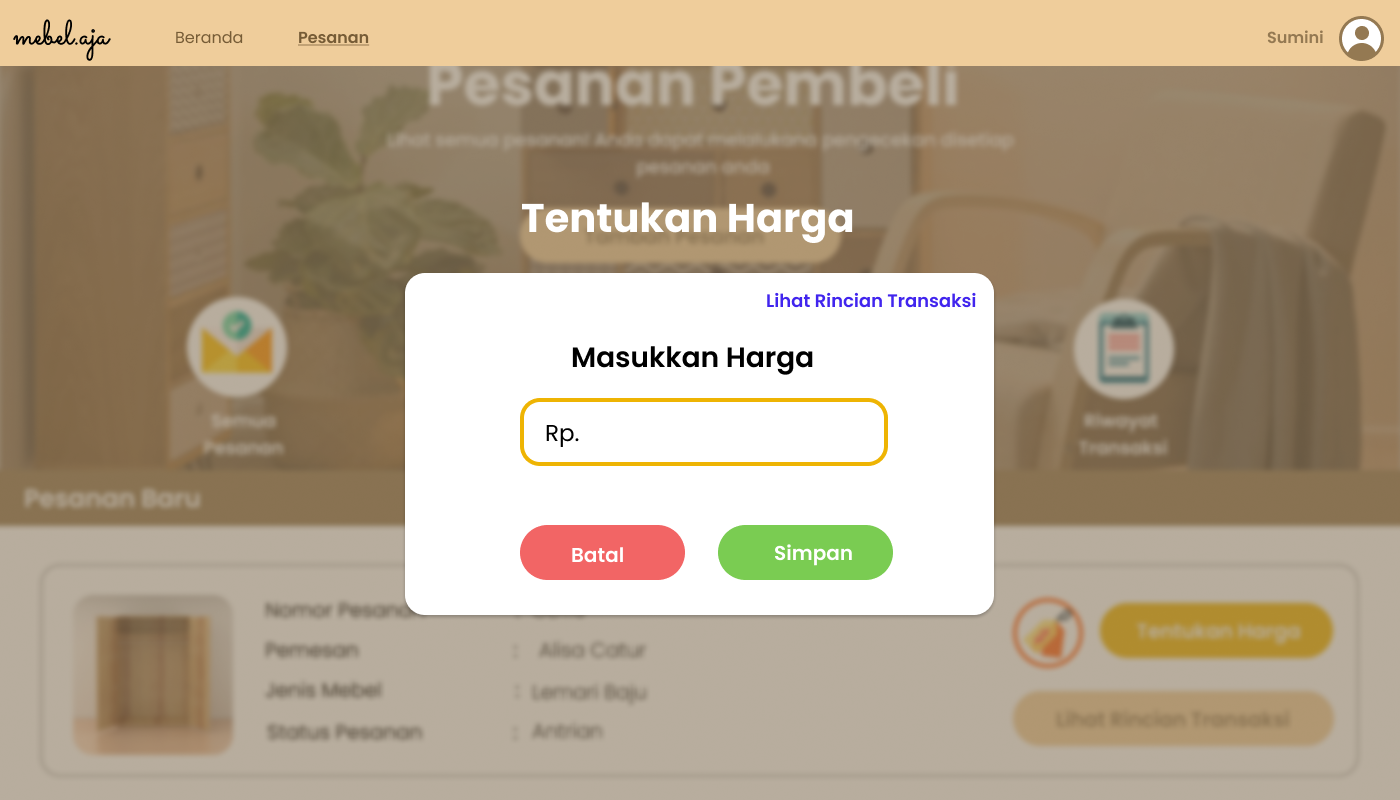 mebel.aja
Beranda
Pesanan
Sumini
Pesanan Pembeli
Lihat semua pesanan! Anda dapat melalukana pengecekan disetiap
pesanan anda
Tentukan Harga
Lihat Rincian Transaksi
Masukkan Harga
Rp.
Batal
Simpan
Semua
Pesanan
Riwayat
Transaksi
Pesanan Baru
Nomor Pesanan
Pemesan : Alisa Catur
Jenis Mebel : Lemari Baju
Status Pesanan : Antrian
Tentukan Harga
Lihat Rincian Transaksi